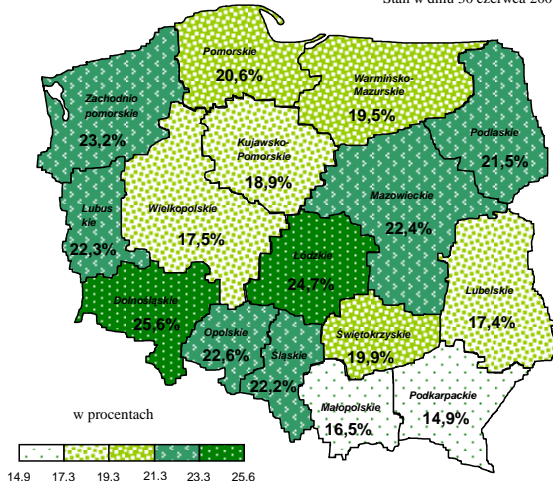 Stan w dniu 30 czerwca 200
Pomorskie
20,6%
Warmińsko-
Mazurskie
19,5%
Zachodnio
pomorskie
23,2%
Podlaskie
21,5%
Kujawsko-
Pomorskie
18,9%
Mazowieckie
22,4%
Lubus
kie
22,3%
Wielkopolskie
17,5%
Łódzkie
24,7%
Lubelskie
17,4%
Dolnośląskie
25,6%
Opolskie
22,6%
Śląskie
22,2%
Świętokrzyskie
19,9%
Małopolskie
16,5%
Podkarpackie
14,9%
w procentach
14.9 17.3 19.3 21.3 23.3 25.6